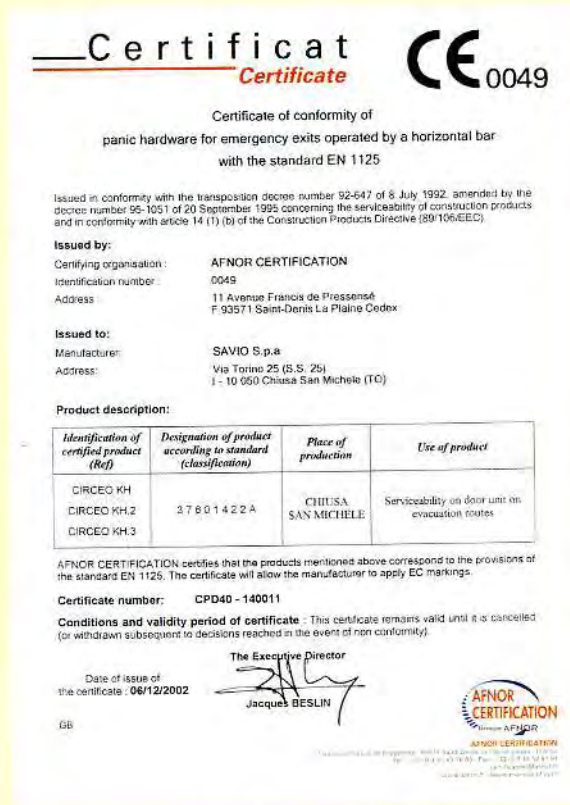 Certificat
Certificate
CE 0049
Certificate of conformity of
panic hardware for emergency exits operated by a horizontal bar
with the standard EN 1125
Issued in conformity with the transposition decree number 92-647 of 8 July 1992, amended by the
decree number 95-1051 of 20 September 1995 concerning the serviceability of construction products
and in conformity with article 14 (1) (b) of the Construction Products Directive (89/106/EEC).
Issued by:
Certifying organisation : AFNOR CERTIFICATION
Identification number : 0049
Address : 11 Avenue Francis de Pressensé
F 93571 Saint-Denis La Plaine Cedex
Issued to:
Manufacturer: SAVIO S.p.a
Address: Via Torino 25 (S.S. 25)
I - 10 050 Chiusa San Michele (TO)
Product description:
Identification of certified product (Ref)
Designation of product according to standard (classification)
Place of production
Use of product
CIRCEO KH
CIRCEO KH.2
CIRCEO KH.3
37601422A
CHIUSA SAN MICHELE
Serviceability on door unit on evacuation routes
AFNOR CERTIFICATION certifies that the products mentioned above correspond to the provisions of
the standard EN 1125. The certificate will allow the manufacturer to apply EC markings.
Certificate number: CPD40 - 140011
Conditions and validity period of certificate : This certificate remains valid until it is cancelled
(or withdrawn subsequent to decisions reached in the event of non conformity).
The Executive Director
Date of issue of
the certificate : 06/12/2002
Jacques BESLIN
GB
AFNOR
CERTIFICATION
Groupe AFNOR
AFNOR CERTIFICATION